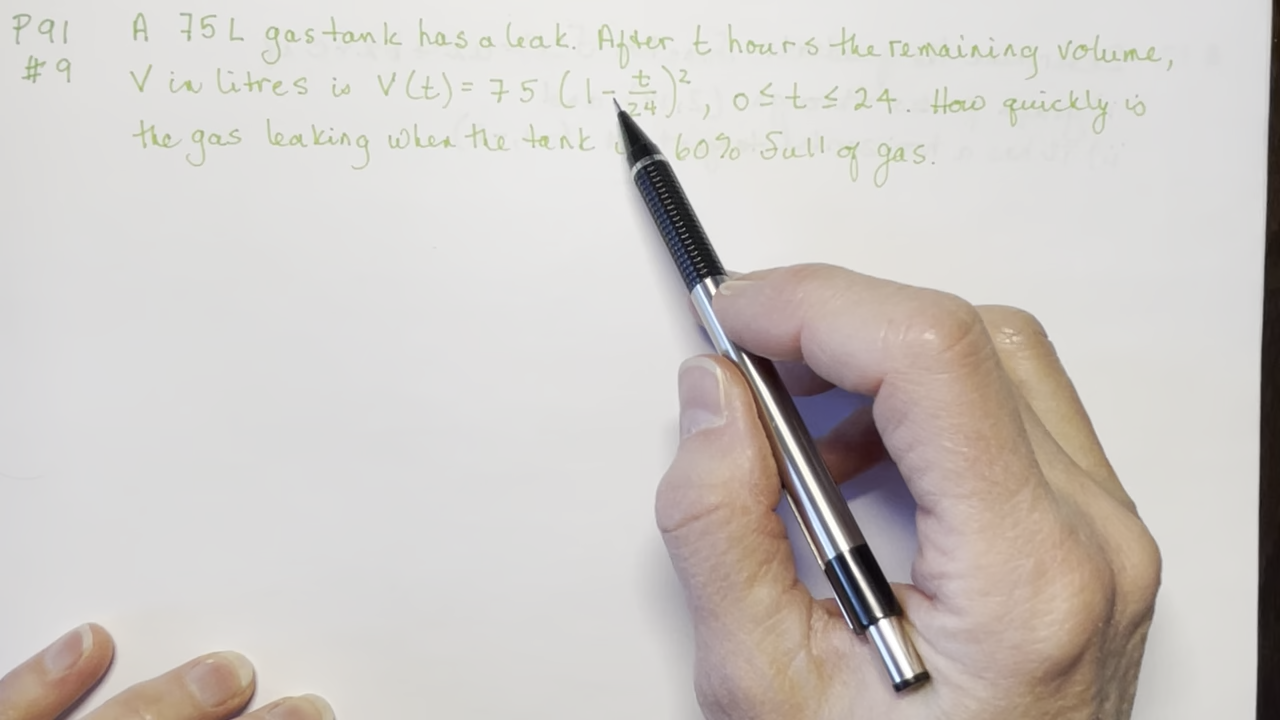 P91 A 75L gas tank has a leak. After t hours the remaining volume,
#9 V in litres is V(t) = 75 (1 - t/24)², 0 ≤ t ≤ 24. How quickly is
the gas leaking when the tank 60% full of gas.